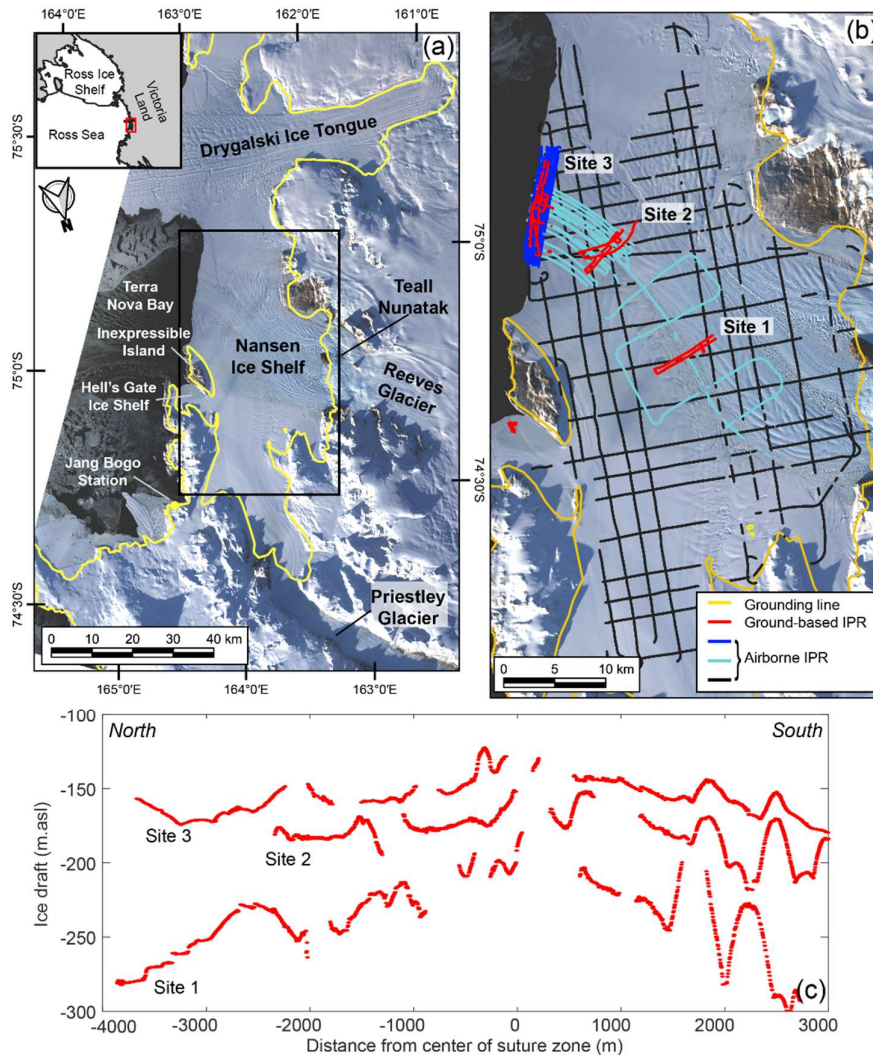 164°0'E
163°0'E
162°0'E
161°0'E
(a)
Ross Ice
Shelf
Victoria
Land
Ross Sea
N
75°30'S
75°0'S
74°30'S
Drygalski Ice Tongue
Terra
Nova Bay
Inexpressible
Island
Hell's Gate
Ice Shelf
Jang Bogo
Station
Nansen
Ice Shelf
Teall
Nunatak
Reeves
Glacier
Priestley
Glacier
0 10 20 30 40 km
165°0'E
164°0'E
163°0'E
(b)
Site 3
Site 2
Site 1
75°0'S
74°30'S
Grounding line
Ground-based IPR
Airborne IPR
0 5 10 km
North
South
-100
-150
-200
-250
-300
Ice draft (m.asl)
Site 3
Site 2
Site 1
(c)
-4000 -3000 -2000 -1000 0 1000 2000 3000
Distance from center of suture zone (m)